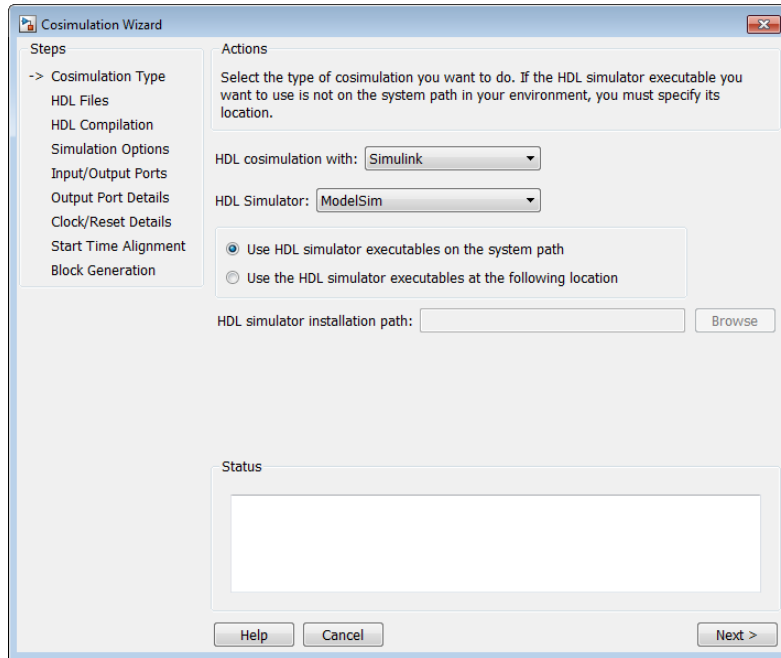 Cosimulation Wizard
Steps
-> Cosimulation Type
HDL Files
HDL Compilation
Simulation Options
Input/Output Ports
Output Port Details
Clock/Reset Details
Start Time Alignment
Block Generation
Actions
Select the type of cosimulation you want to do. If the HDL simulator executable you
want to use is not on the system path in your environment, you must specify its
location.
HDL cosimulation with: Simulink
HDL Simulator: ModelSim
Use HDL simulator executables on the system path
Use the HDL simulator executables at the following location
HDL simulator installation path: Browse
Status
Help Cancel Next >